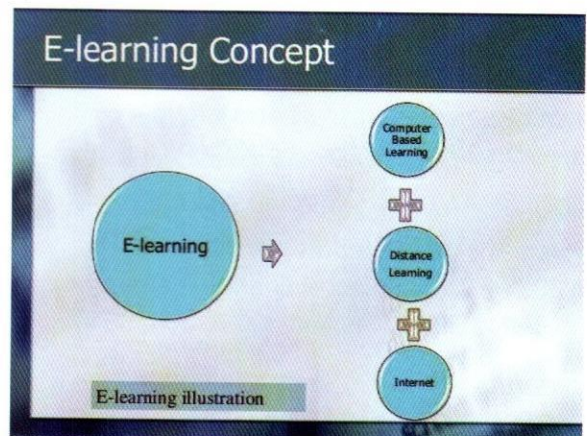 E-learning Concept
E-learning
Computer
Based
Learning
Distance
Learning
Internet
E-learning illustration